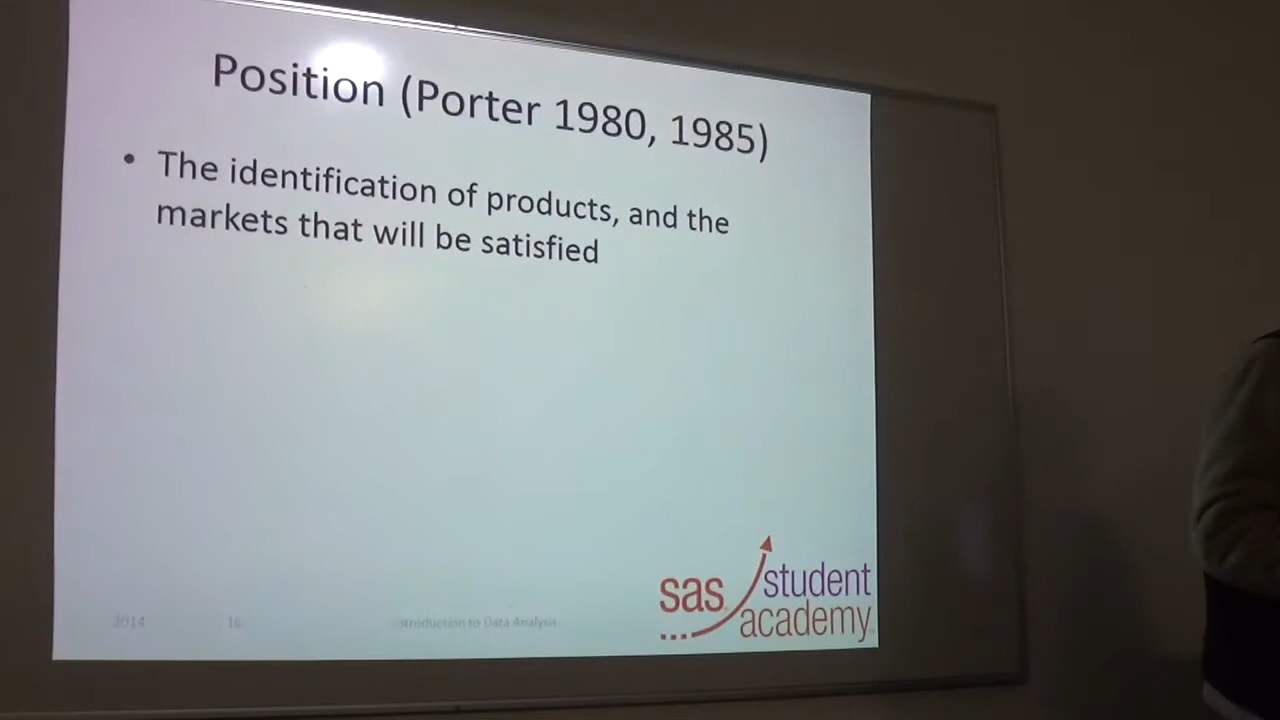 Position (Porter 1980, 1985)
• The identification of products, and the
markets that will be satisfied
sas student
academy
2014 16 Introduction to Data Analysis